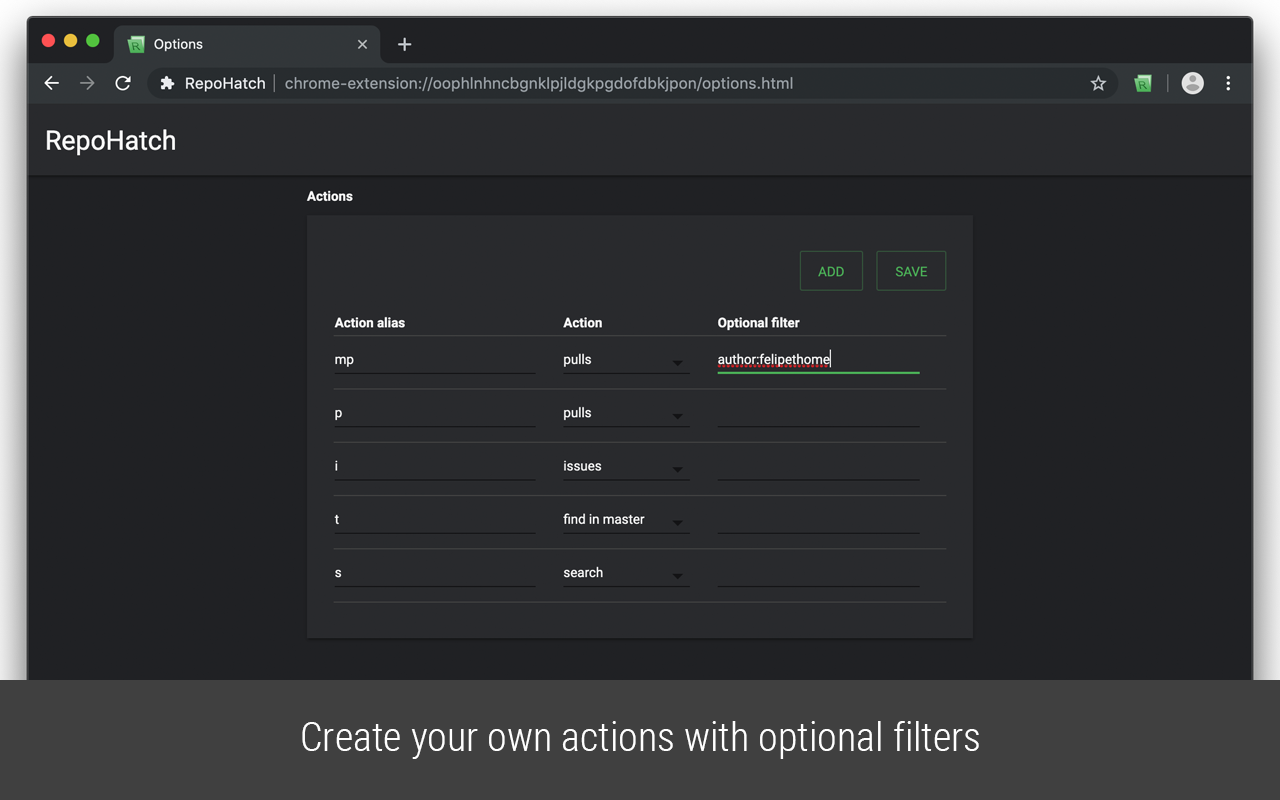 Options
RepoHatch chrome-extension://oophlnhncbgnklpjldgkpgdofdbkjpon/options.html
RepoHatch
Actions
ADD SAVE
Action alias Action Optional filter
mp pulls author:felipethome
p pulls
i issues
t find in master
s search
Create your own actions with optional filters